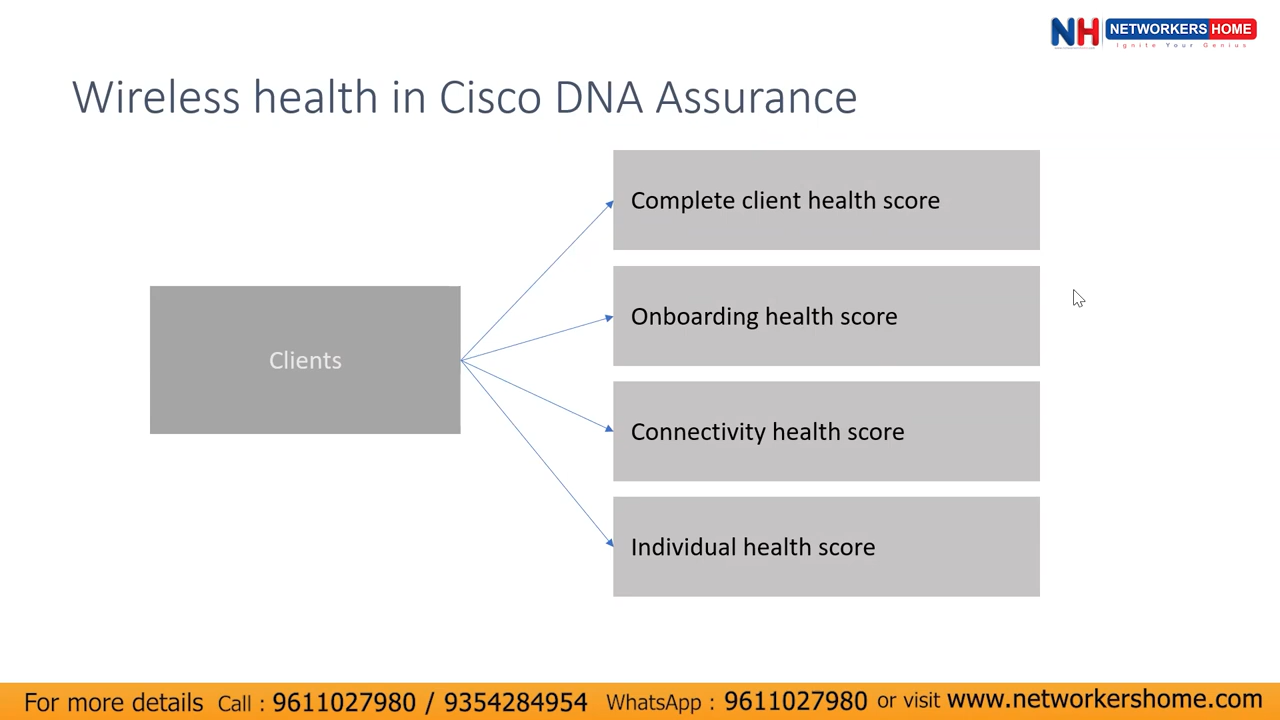 NH NETWORKERS HOME
Ignite Your Genius
Wireless health in Cisco DNA Assurance
Complete client health score
Onboarding health score
Clients
Connectivity health score
Individual health score
For more details Call : 9611027980 / 9354284954 WhatsApp : 9611027980 or visit www.networkershome.com